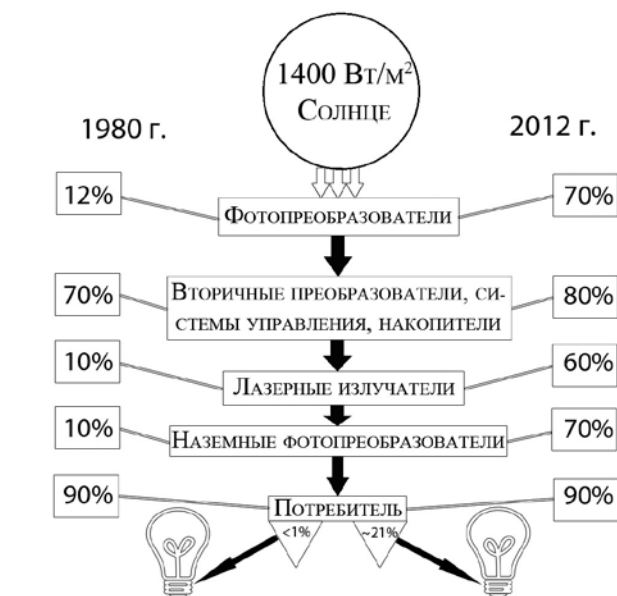 1400 Вт/м²
Солнце
1980 г.
2012 г.
12%
Фотопреобразователи
70%
70%
Вторичные преобразователи, си-
стемы управления, накопители
80%
10%
Лазерные излучатели
60%
10%
Наземные фотопреобразователи
70%
90%
Потребитель
90%
<1%
~21%